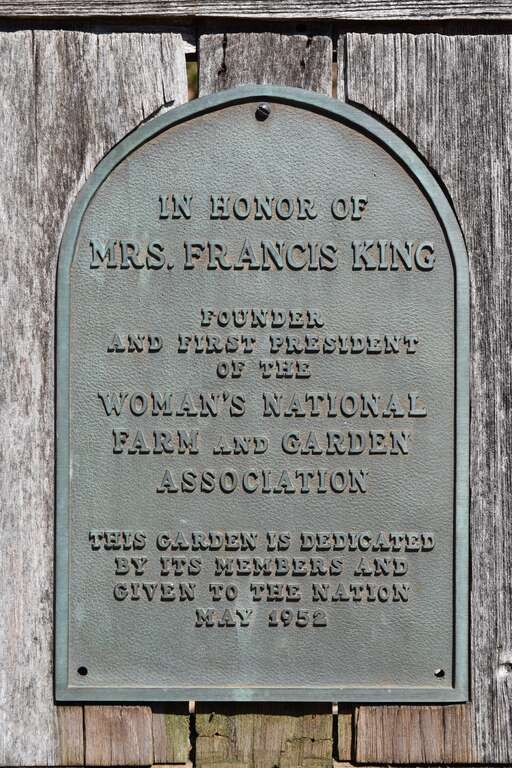 IN HONOR OF
MRS. FRANCIS KING
FOUNDER
AND FIRST PRESIDENT
OF THE
WOMAN'S NATIONAL
FARM AND GARDEN
ASSOCIATION
THIS GARDEN IS DEDICATED
BY ITS MEMBERS AND
GIVEN TO THE NATION
MAY 1952